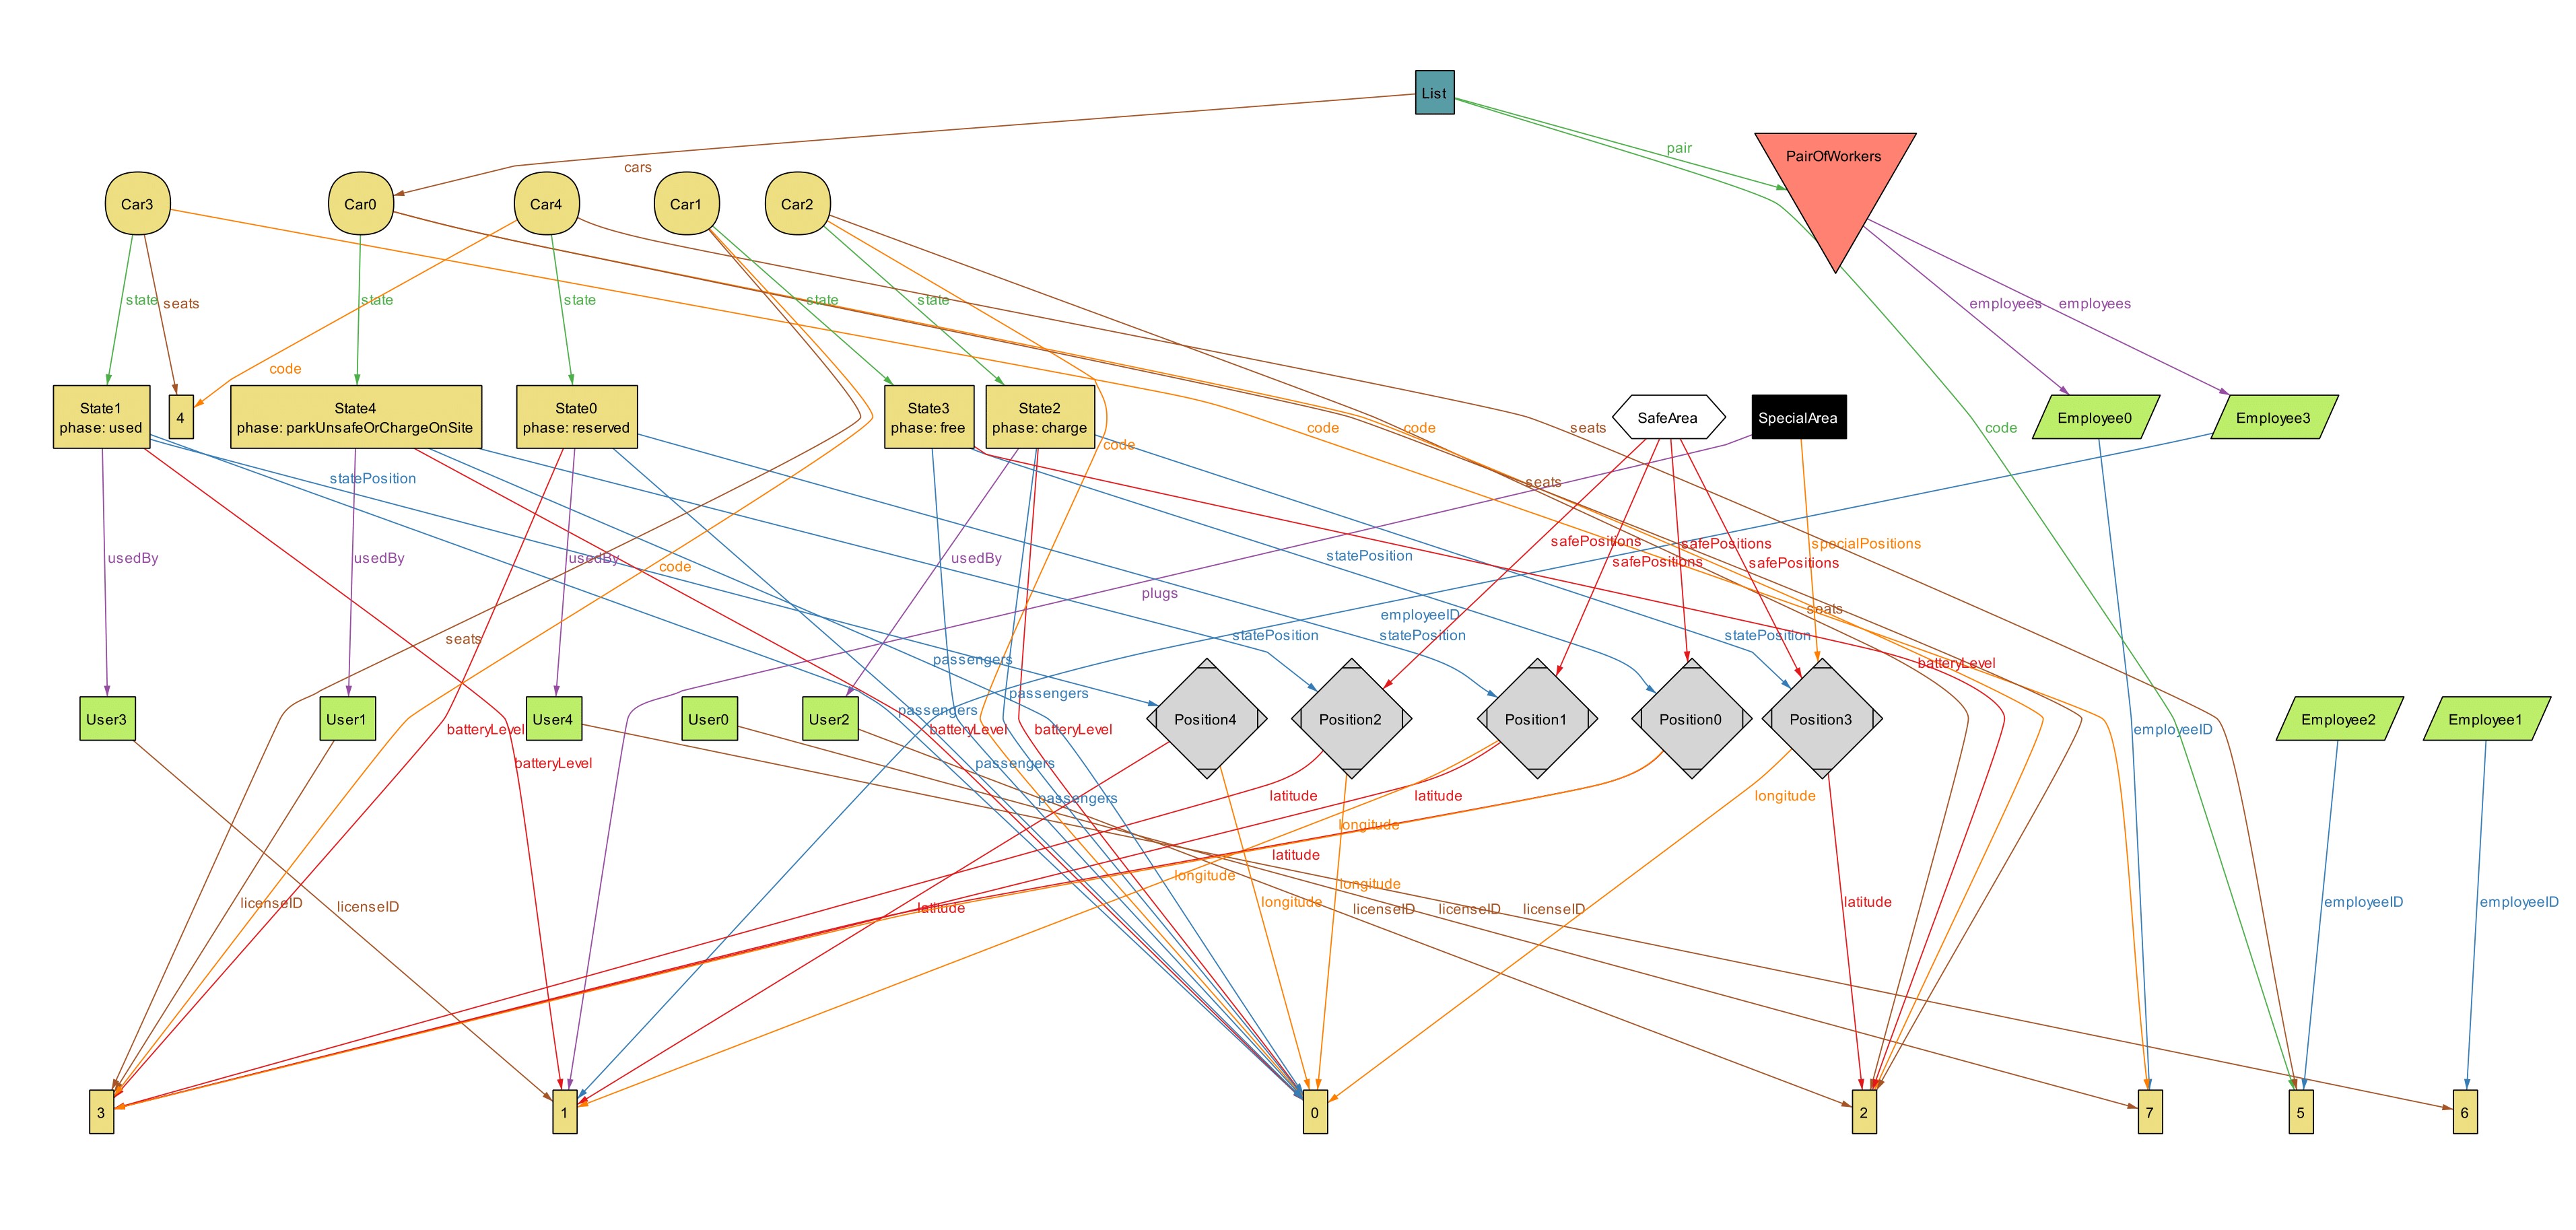 List
pair
PairOfWorkers
cars
Car3
Car0
Car4
Car1
Car2
state
seats
state
state
state
state
employees
employees
code
code
code
code
seats
code
State1
phase: used
4
State4
phase: parkUnsafeOrChargeOnSite
State0
phase: reserved
State3
phase: free
State2
phase: charge
SafeArea
SpecialArea
Employee0
Employee3
statePosition
seats
usedBy
usedBy
usedBy
code
usedBy
statePosition
safePositions
safePositions
safePositions
safePositions
specialPositions
plugs
employeeID
seats
seats
passengers
statePosition
statePosition
statePosition
batteryLevel
passengers
passengers
User3
User1
User4
User0
User2
Position4
Position2
Position1
Position0
Position3
Employee2
Employee1
batteryLevel
batteryLevel
batteryLevel
employeeID
batteryLevel
passengers
passengers
latitude
latitude
longitude
longitude
latitude
longitude
longitude
licenseID
licenseID
latitude
longitude
licenseID
licenseID
licenseID
latitude
employeeID
employeeID
3
1
0
2
7
5
6